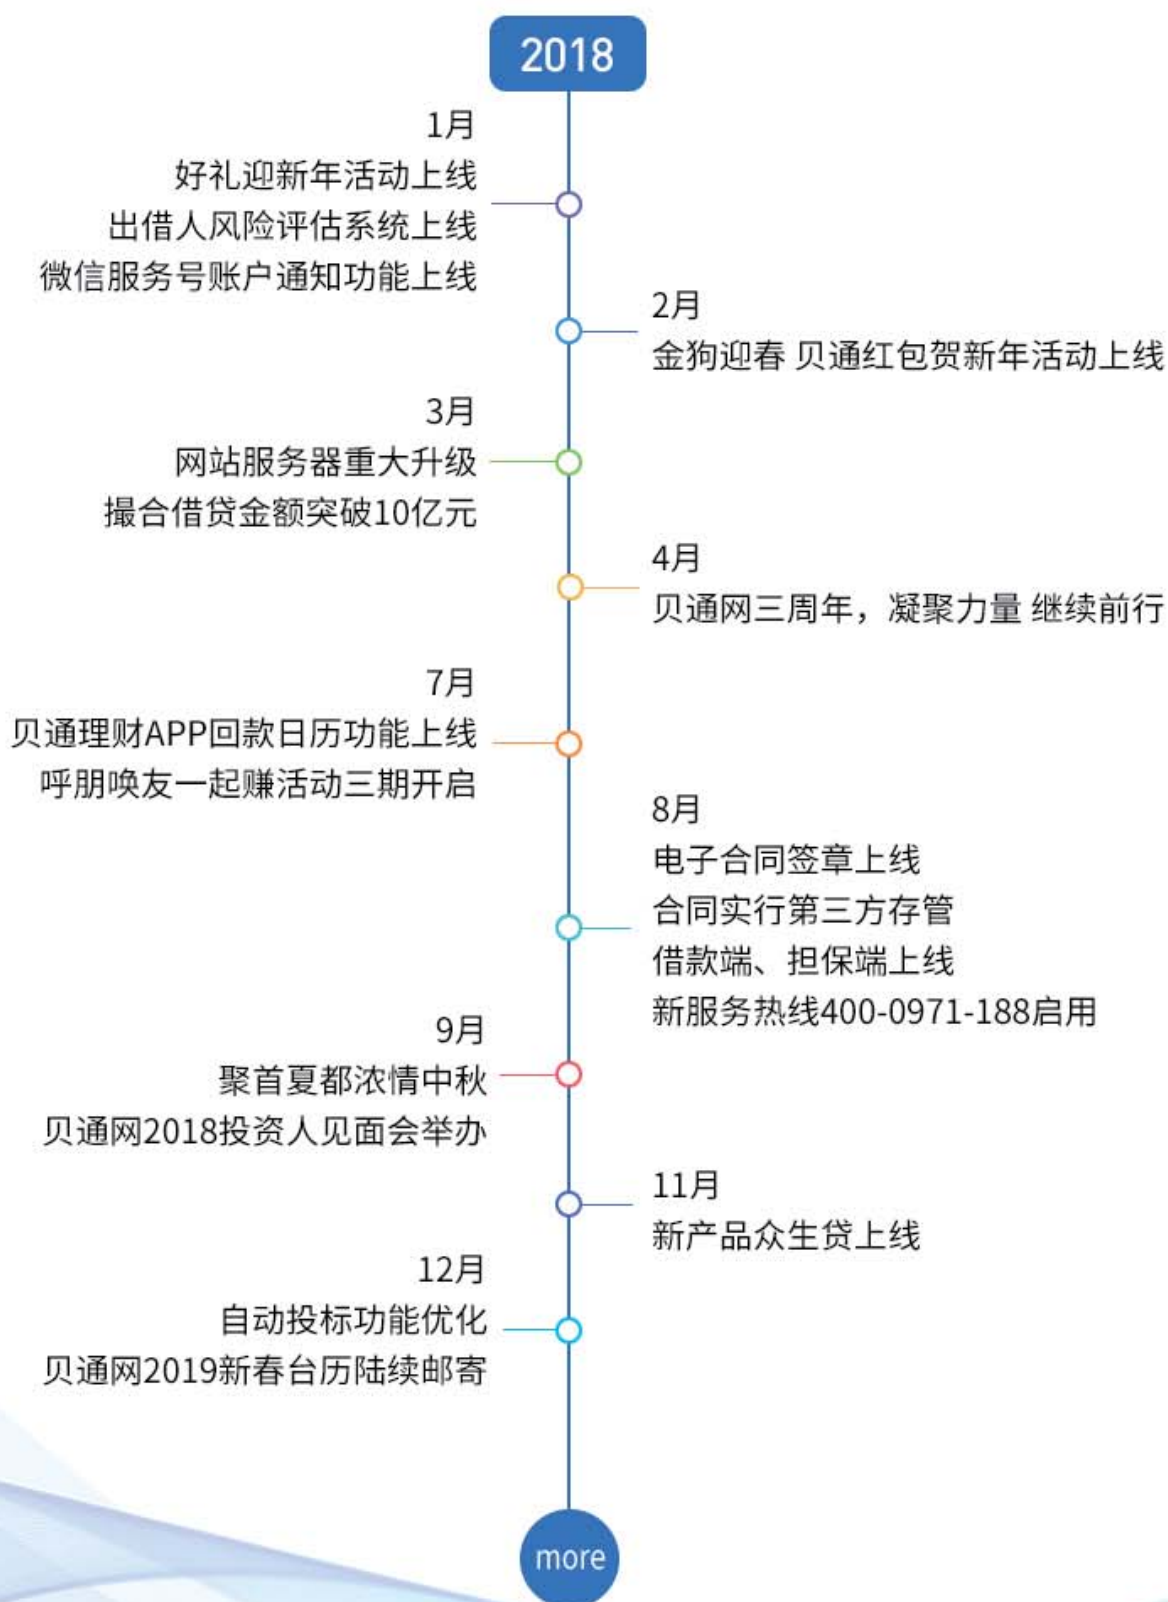 2018
1月
好礼迎新年活动上线
出借人风险评估系统上线
微信服务号账户通知功能上线
2月
金狗迎春 贝通红包贺新年活动上线
3月
网站服务器重大升级
撮合借贷金额突破10亿元
4月
贝通网三周年，凝聚力量 继续前行
7月
贝通理财APP回款日历功能上线
呼朋唤友一起赚活动三期开启
8月
电子合同签章上线
合同实行第三方存管
借款端、担保端上线
新服务热线400-0971-188启用
9月
聚首夏都浓情中秋
贝通网2018投资人见面会举办
11月
新产品众生贷上线
12月
自动投标功能优化
贝通网2019新春台历陆续邮寄
more